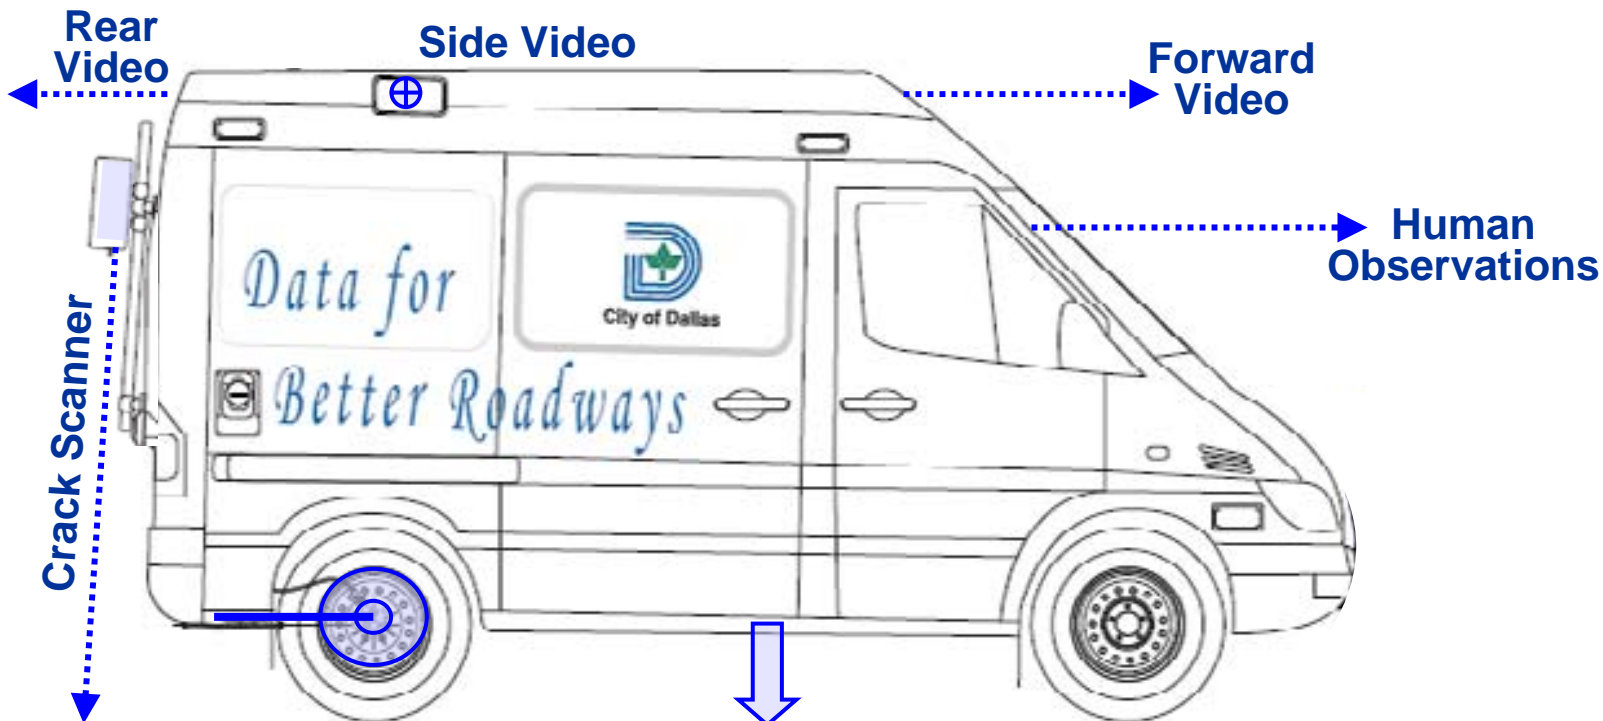 Rear
Video
Side Video
Forward
Video
Human
Observations
Crack Scanner
Data for
Better Roadways
City of Dallas